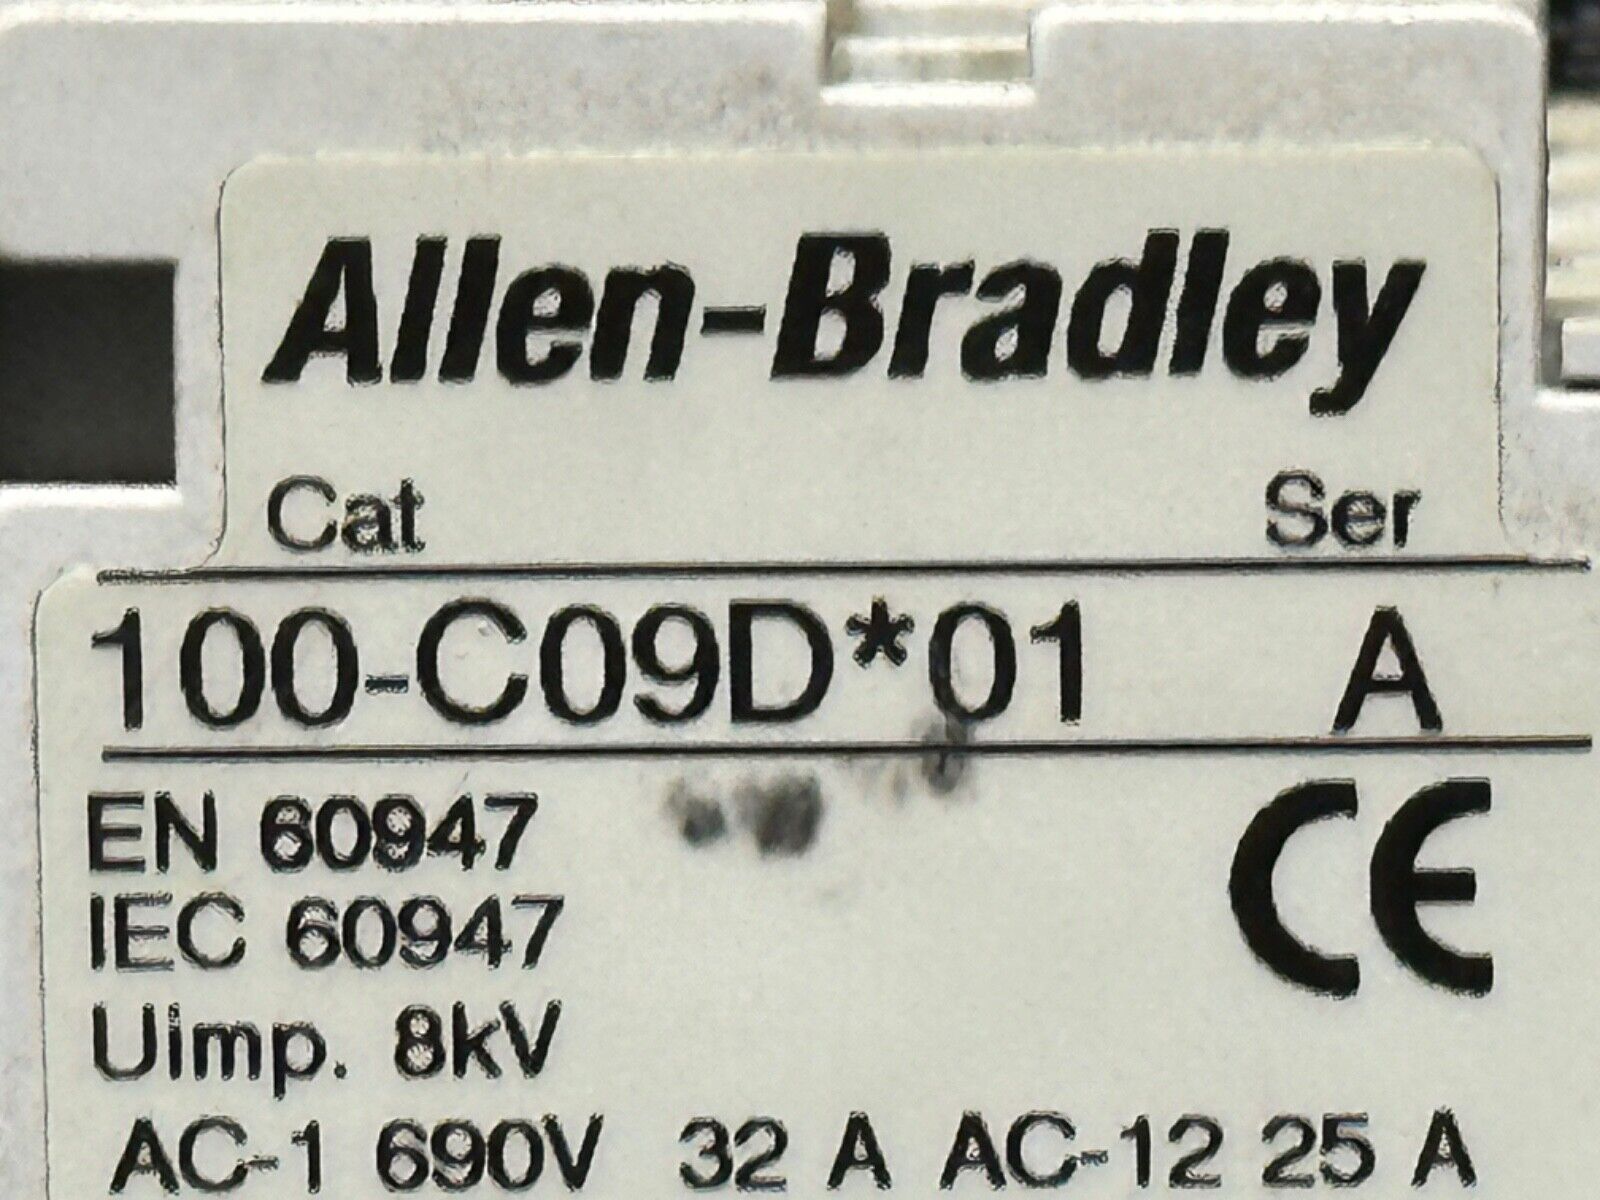 Allen-Bradley
Cat Ser
100-C09D*01 A
EN 60947
IEC 60947
Uimp. 8kV
CE
AC-1 690V 32 A AC-12 25 A